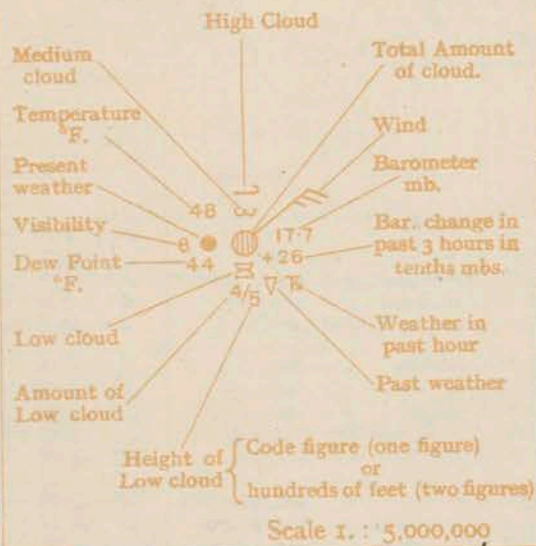 High Cloud
Medium
cloud
Total Amount
of cloud.
Temperature
°F.
Wind
Present
weather
Barometer
mb.
48
Visibility
8
17·7
Bar. change in
past 3 hours in
tenths mbs.
+26
Dew Point
°F.
44
4/5
Low cloud
Weather in
past hour
Amount of
Low cloud
Past weather
Height of
Low cloud
Code figure (one figure)
or
hundreds of feet (two figures)
Scale 1. : 5,000,000